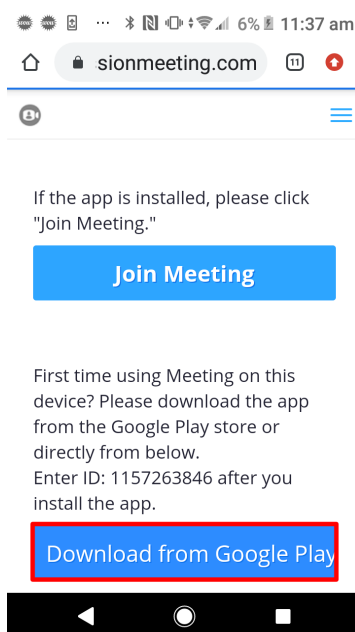 6% 11:37 am
sionmeeting.com 11
If the app is installed, please click
"Join Meeting."
Join Meeting
First time using Meeting on this
device? Please download the app
from the Google Play store or
directly from below.
Enter ID: 1157263846 after you
install the app.
Download from Google Play